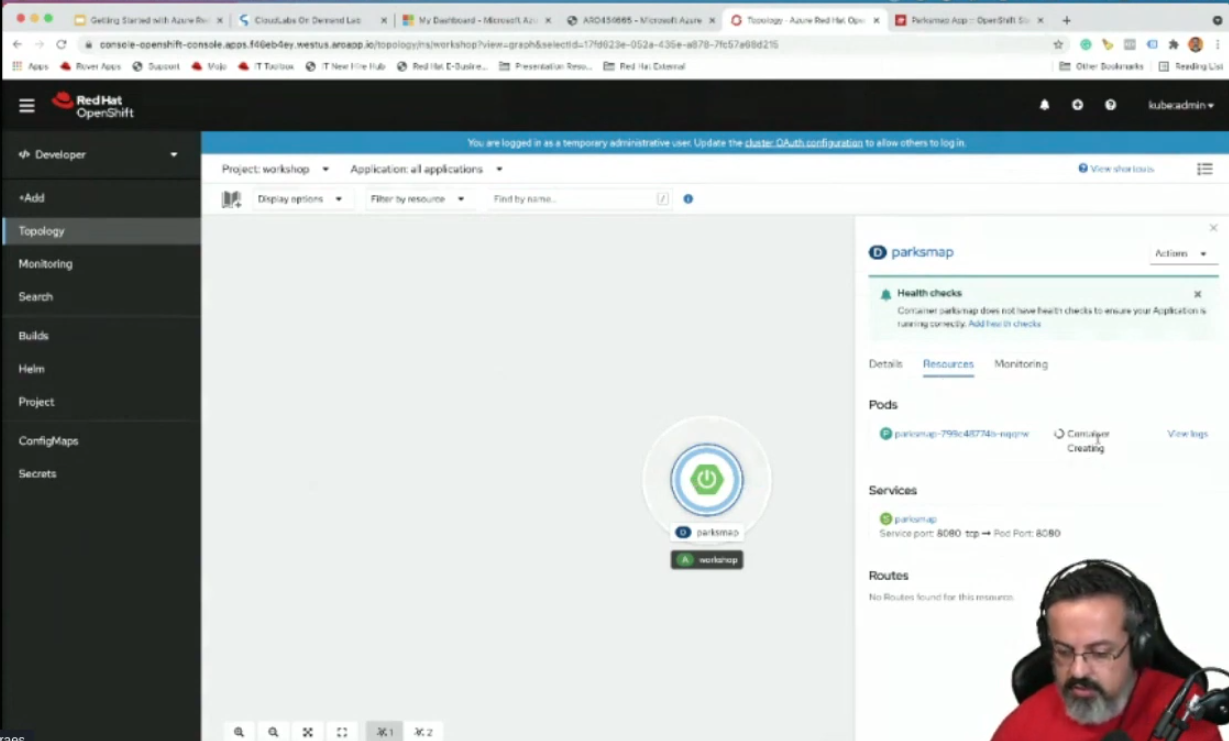 Getting Started with Azure Re
CloudLabs On Demand Lab
My Dashboard - Microsoft Az
ARO434665 - Microsoft Azure
Topology - Azure Red Hat Ope
Parksmap App :: OpenShift St
console-openshift-console.apps.f46eb4ey.westus.aroapp.io/topology/ns/workshop?view=graph&selectId=17fd623e-052a-435e-a878-7fc57a68d215
Apps
Rover Apps
Support
Mojo
IT Toolbox
IT New Hire Hub
Red Hat E-Busine...
Presentation Reso...
Red Hat External
Other Bookmarks
Reading List
Red Hat
OpenShift
kube:admin
</> Developer
You are logged in as a temporary administrative user. Update the cluster OAuth configuration to allow others to log in.
Project: workshop
Application: all applications
View shortcuts
+Add
Display options
Filter by resource
Find by name...
/
Topology
Monitoring
Search
Builds
Helm
Project
ConfigMaps
Secrets
D parksmap
Actions
Health checks
Container parksmap does not have health checks to ensure your Application is
running correctly. Add health checks
Details
Resources
Monitoring
Pods
P
Container
Creating
View logs
Services
S parksmap
Service port: 8080 tcp → Pod Port: 8080
Routes
No Routes found for this resource.
D parksmap
A workshop
1
2